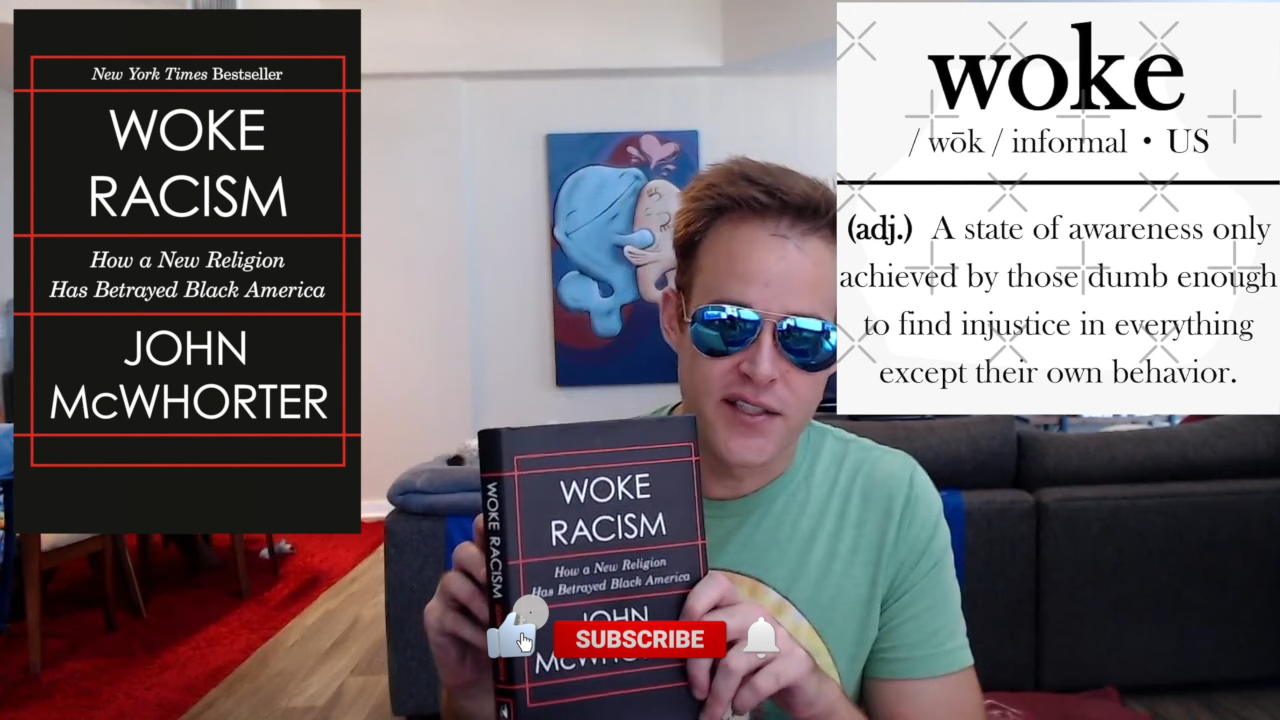 New York Times Bestseller
WOKE
RACISM
How a New Religion
Has Betrayed Black America
JOHN
McWHORTER
woke
/ wōk / informal • US
(adj.) A state of awareness only
achieved by those dumb enough
to find injustice in everything
except their own behavior.
WOKE RACISM
WOKE
RACISM
How a New Religion
Has Betrayed Black America
JOHN
SUBSCRIBE